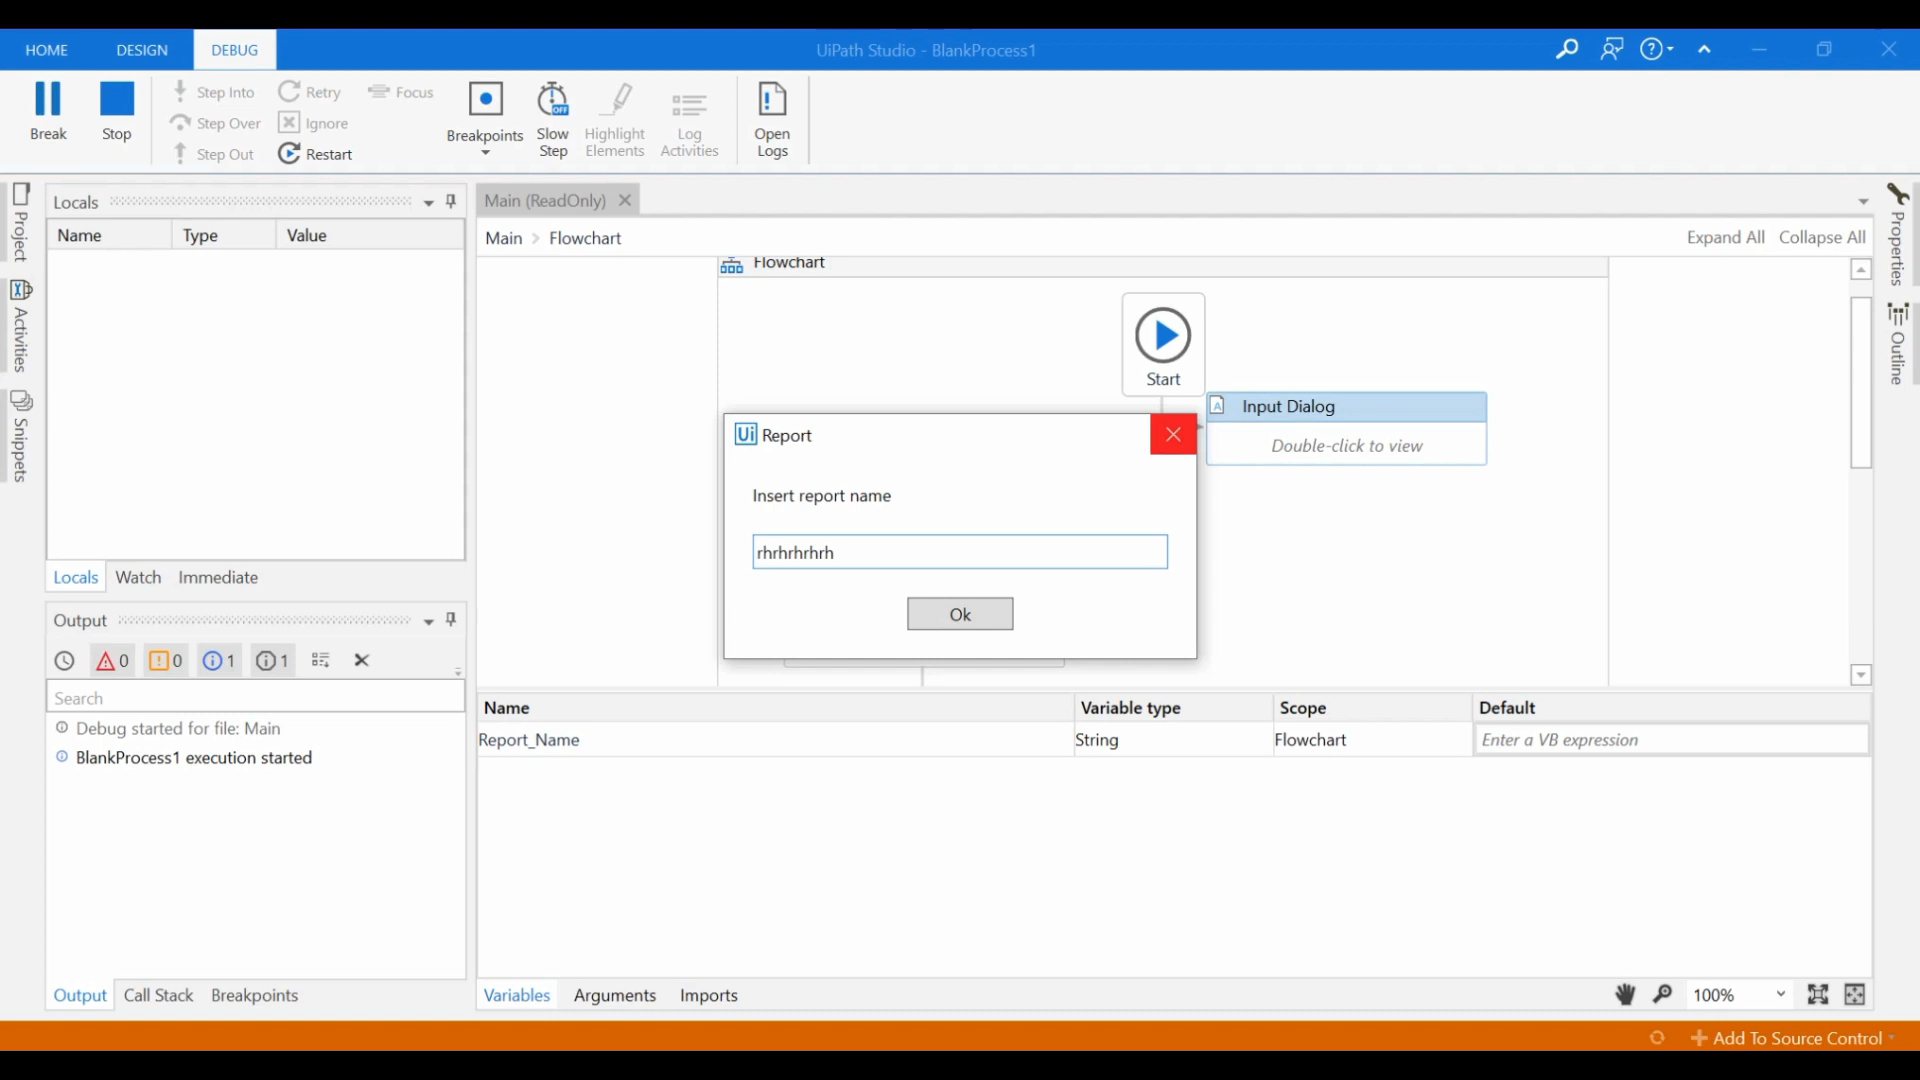 HOME DESIGN DEBUG UiPath Studio - BlankProcess1
Break Stop Step Into Retry Focus Breakpoints Slow Step Highlight Elements Log Activities Open Logs
Step Over Ignore
Step Out Restart
Project
Activities
Snippets
Locals
Name Type Value
Locals Watch Immediate
Output
0 0 1 1
Search
Debug started for file: Main
BlankProcess1 execution started
Output Call Stack Breakpoints
Main (ReadOnly)
Main > Flowchart Expand All Collapse All
Flowchart
Start
Input Dialog
Double-click to view
Ui Report
Insert report name
rhrhrhrhrh
Ok
Name Variable type Scope Default
Report_Name String Flowchart Enter a VB expression
Variables Arguments Imports 100%
Properties
Outline
Add To Source Control